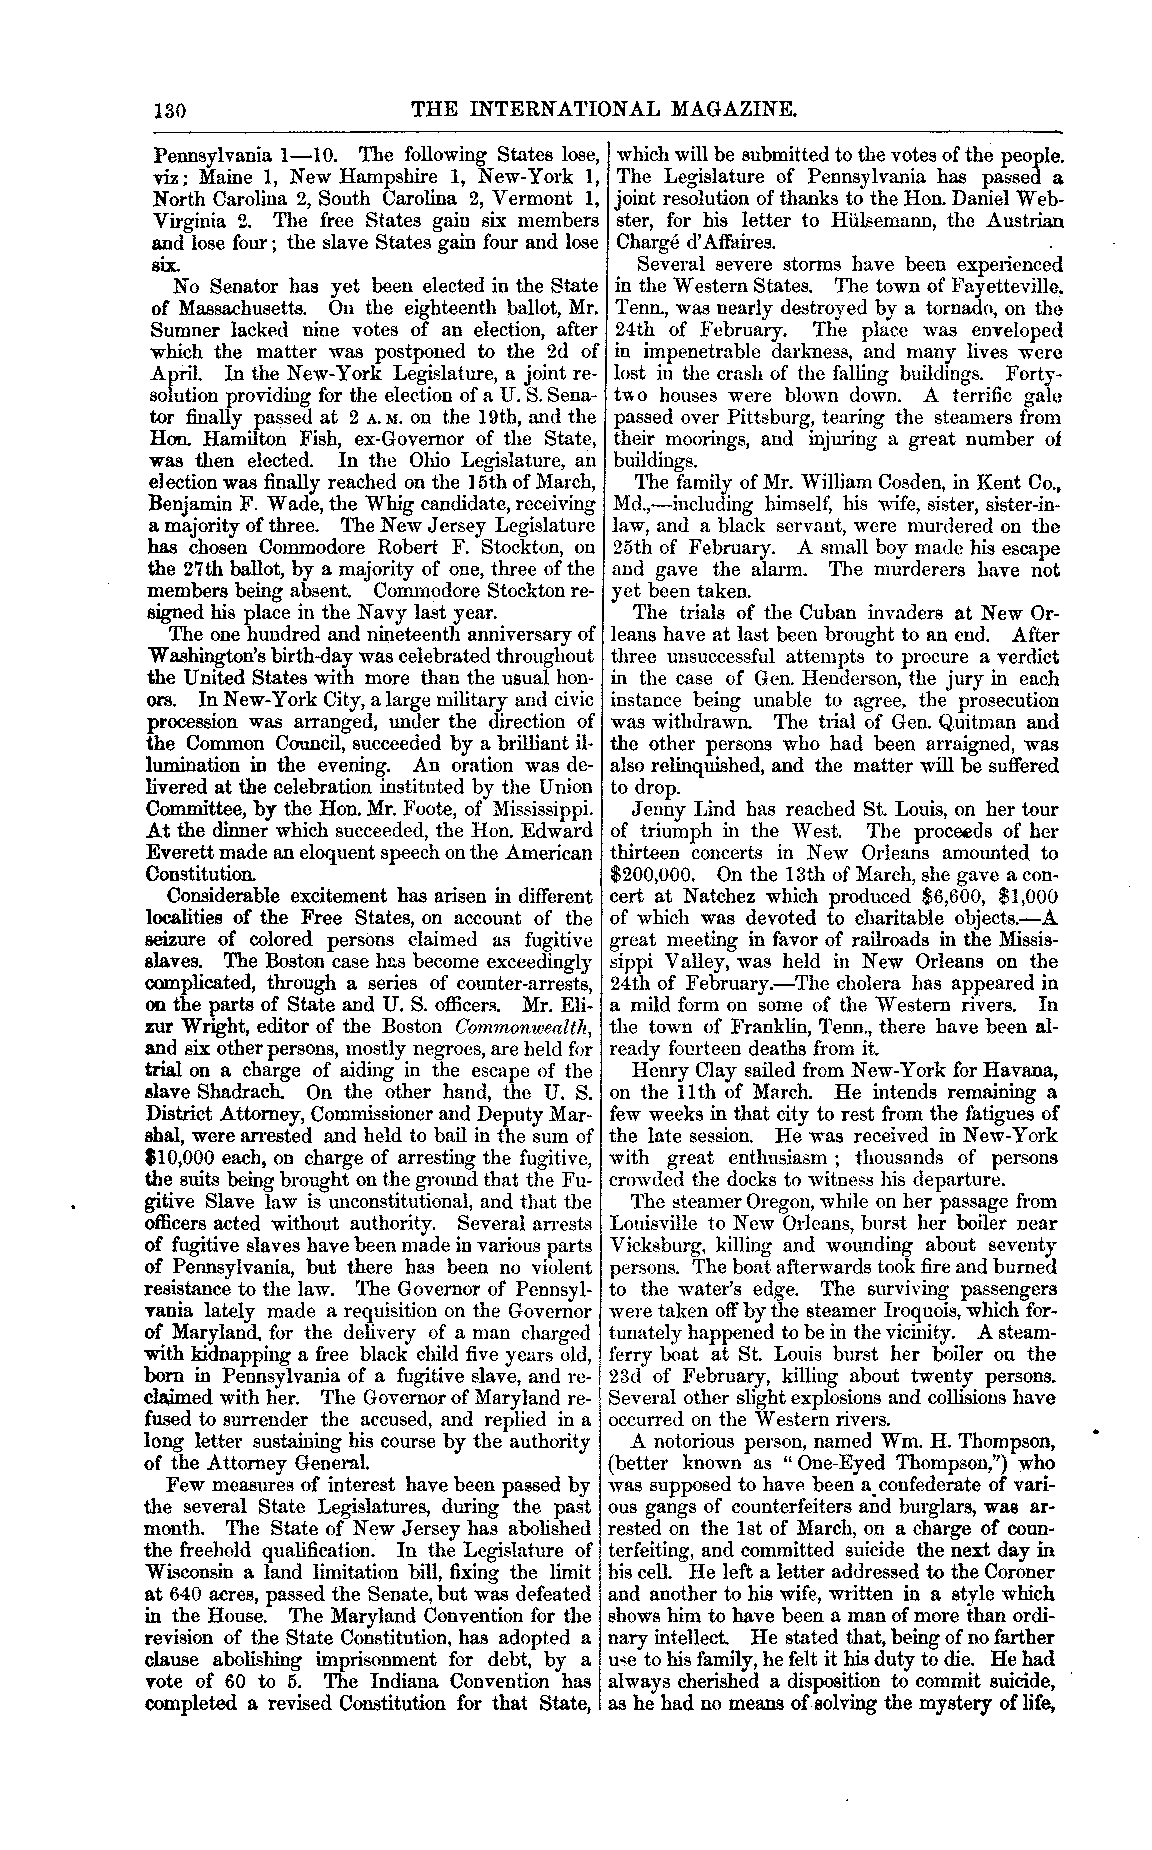 130 THE INTERNATIONAL MAGAZINE.
Pennsylvania 1—10. The following States lose,
viz; Maine 1, New Hampshire 1, New-York 1,
North Carolina 2, South Carolina 2, Vermont 1,
Virginia 2. The free States gain six members
and lose four; the slave States gain four and lose
six.
No Senator has yet been elected in the State
of Massachusetts. On the eighteenth ballot, Mr.
Sumner lacked nine votes of an election, after
which the matter was postponed to the 2d of
April. In the New-York Legislature, a joint re-
solution providing for the election of a U. S. Sena-
tor finally passed at 2 A. M. on the 19th, and the
Hon. Hamilton Fish, ex-Governor of the State,
was then elected. In the Ohio Legislature, an
election was finally reached on the 15th of March,
Benjamin F. Wade, the Whig candidate, receiving
a majority of three. The New Jersey Legislature
has chosen Commodore Robert F. Stockton, on
the 27th ballot, by a majority of one, three of the
members being absent. Commodore Stockton re-
signed his place in the Navy last year.
The one hundred and nineteenth anniversary of
Washington's birth-day was celebrated throughout
the United States with more than the usual hon-
ors. In New-York City, a large military and civic
procession was arranged, under the direction of
the Common Council, succeeded by a brilliant il-
lumination in the evening. An oration was de-
livered at the celebration instituted by the Union
Committee, by the Hon. Mr. Foote, of Mississippi.
At the dinner which succeeded, the Hon. Edward
Everett made an eloquent speech on the American
Constitution.
Considerable excitement has arisen in different
localities of the Free States, on account of the
seizure of colored persons claimed as fugitive
slaves. The Boston case has become exceedingly
complicated, through a series of counter-arrests,
on the parts of State and U. S. officers. Mr. Eli-
zur Wright, editor of the Boston Commonwealth,
and six other persons, mostly negroes, are held for
trial on a charge of aiding in the escape of the
slave Shadrach. On the other hand, the U. S.
District Attorney, Commissioner and Deputy Mar-
shal, were arrested and held to bail in the sum of
$10,000 each, on charge of arresting the fugitive,
the suits being brought on the ground that the Fu-
gitive Slave law is unconstitutional, and that the
officers acted without authority. Several arrests
of fugitive slaves have been made in various parts
of Pennsylvania, but there has been no violent
resistance to the law. The Governor of Pennsyl-
vania lately made a requisition on the Governor
of Maryland, for the delivery of a man charged
with kidnapping a free black child five years old,
born in Pennsylvania of a fugitive slave, and re-
claimed with her. The Governor of Maryland re-
fused to surrender the accused, and replied in a
long letter sustaining his course by the authority
of the Attorney General.
Few measures of interest have been passed by
the several State Legislatures, during the past
month. The State of New Jersey has abolished
the freehold qualification. In the Legislature of
Wisconsin a land limitation bill, fixing the limit
at 640 acres, passed the Senate, but was defeated
in the House. The Maryland Convention for the
revision of the State Constitution, has adopted a
clause abolishing imprisonment for debt, by a
vote of 60 to 5. The Indiana Convention has
completed a revised Constitution for that State,
which will be submitted to the votes of the people.
The Legislature of Pennsylvania has passed a
joint resolution of thanks to the Hon. Daniel Web-
ster, for his letter to Hülsemann, the Austrian
Chargé d'Affaires.
Several severe storms have been experienced
in the Western States. The town of Fayetteville,
Tenn., was nearly destroyed by a tornado, on the
24th of February. The place was enveloped
in impenetrable darkness, and many lives were
lost in the crash of the falling buildings. Forty-
two houses were blown down. A terrific gale
passed over Pittsburg, tearing the steamers from
their moorings, and injuring a great number of
buildings.
The family of Mr. William Cosden, in Kent Co.,
Md.,—including himself, his wife, sister, sister-in-
law, and a black servant, were murdered on the
25th of February. A small boy made his escape
and gave the alarm. The murderers have not
yet been taken.
The trials of the Cuban invaders at New Or-
leans have at last been brought to an end. After
three unsuccessful attempts to procure a verdict
in the case of Gen. Henderson, the jury in each
instance being unable to agree, the prosecution
was withdrawn. The trial of Gen. Quitman and
the other persons who had been arraigned, was
also relinquished, and the matter will be suffered
to drop.
Jenny Lind has reached St. Louis, on her tour
of triumph in the West. The proceeds of her
thirteen concerts in New Orleans amounted to
$200,000. On the 13th of March, she gave a con-
cert at Natchez which produced $6,600, $1,000
of which was devoted to charitable objects.—A
great meeting in favor of railroads in the Missis-
sippi Valley, was held in New Orleans on the
24th of February.—The cholera has appeared in
a mild form on some of the Western rivers. In
the town of Franklin, Tenn., there have been al-
ready fourteen deaths from it.
Henry Clay sailed from New-York for Havana,
on the 11th of March. He intends remaining a
few weeks in that city to rest from the fatigues of
the late session. He was received in New-York
with great enthusiasm; thousands of persons
crowded the docks to witness his departure.
The steamer Oregon, while on her passage from
Louisville to New Orleans, burst her boiler near
Vicksburg, killing and wounding about seventy
persons. The boat afterwards took fire and burned
to the water's edge. The surviving passengers
were taken off by the steamer Iroquois, which for-
tunately happened to be in the vicinity. A steam-
ferry boat at St. Louis burst her boiler on the
23d of February, killing about twenty persons.
Several other slight explosions and collisions have
occurred on the Western rivers.
A notorious person, named Wm. H. Thompson,
(better known as "One-Eyed Thompson,") who
was supposed to have been a confederate of vari-
ous gangs of counterfeiters and burglars, was ar-
rested on the 1st of March, on a charge of coun-
terfeiting, and committed suicide the next day in
his cell. He left a letter addressed to the Coroner
and another to his wife, written in a style which
shows him to have been a man of more than ordi-
nary intellect. He stated that, being of no farther
use to his family, he felt it his duty to die. He had
always cherished a disposition to commit suicide,
as he had no means of solving the mystery of life,